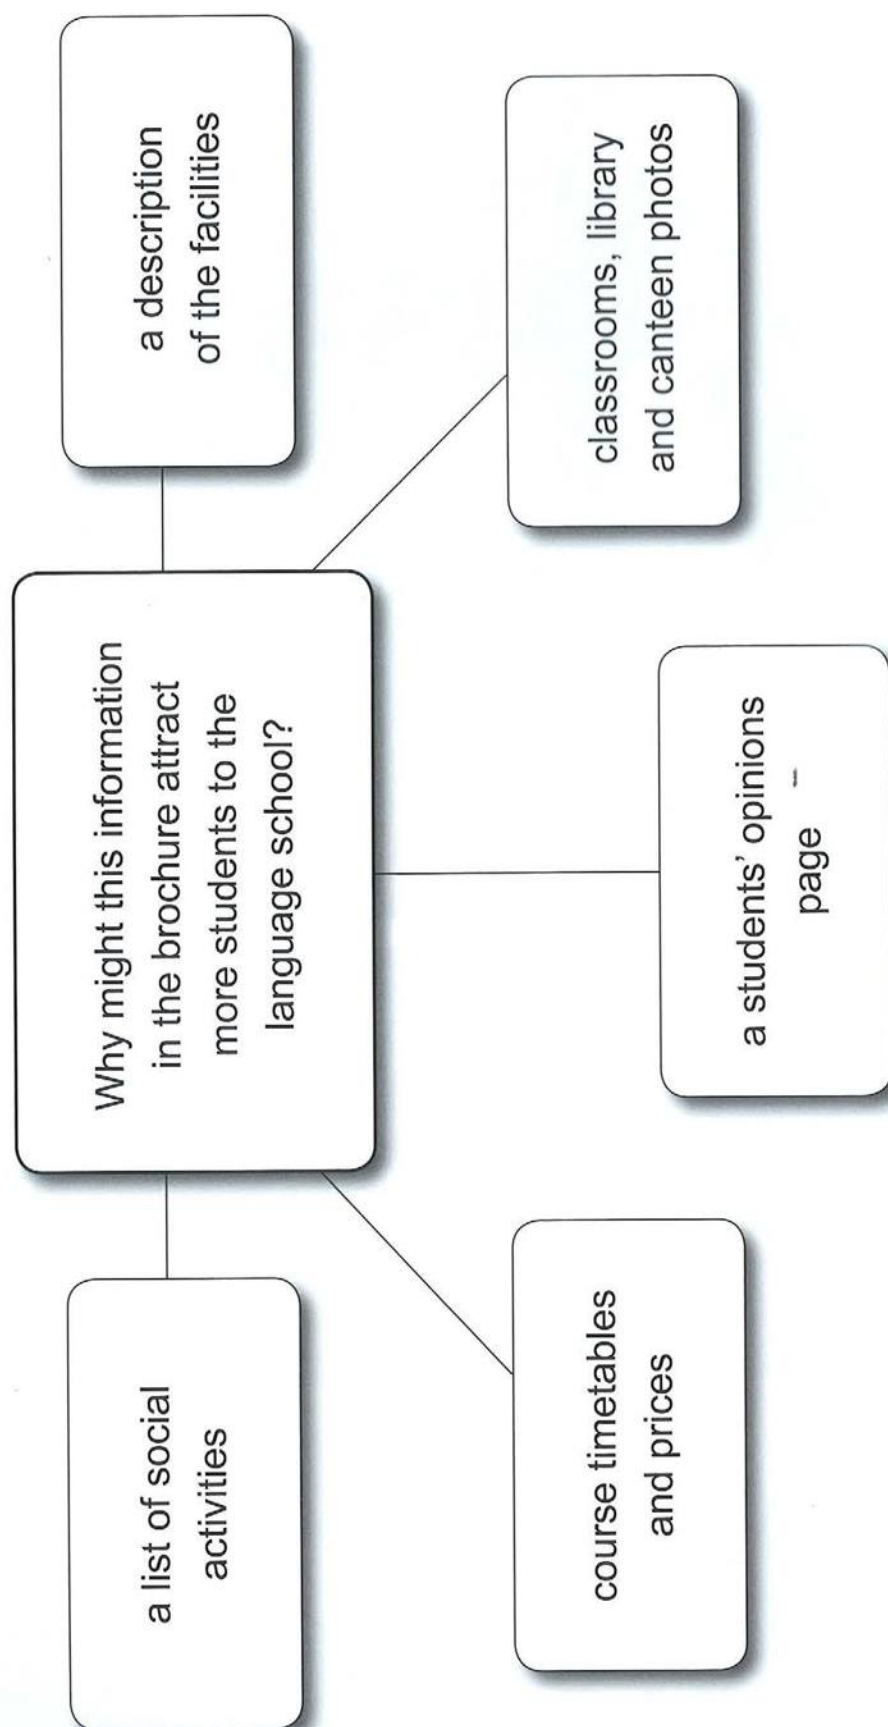 Why might this information
in the brochure attract
more students to the
language school?
a list of social
activities
a description
of the facilities
course timetables
and prices
classrooms, library
and canteen photos
a students' opinions
page